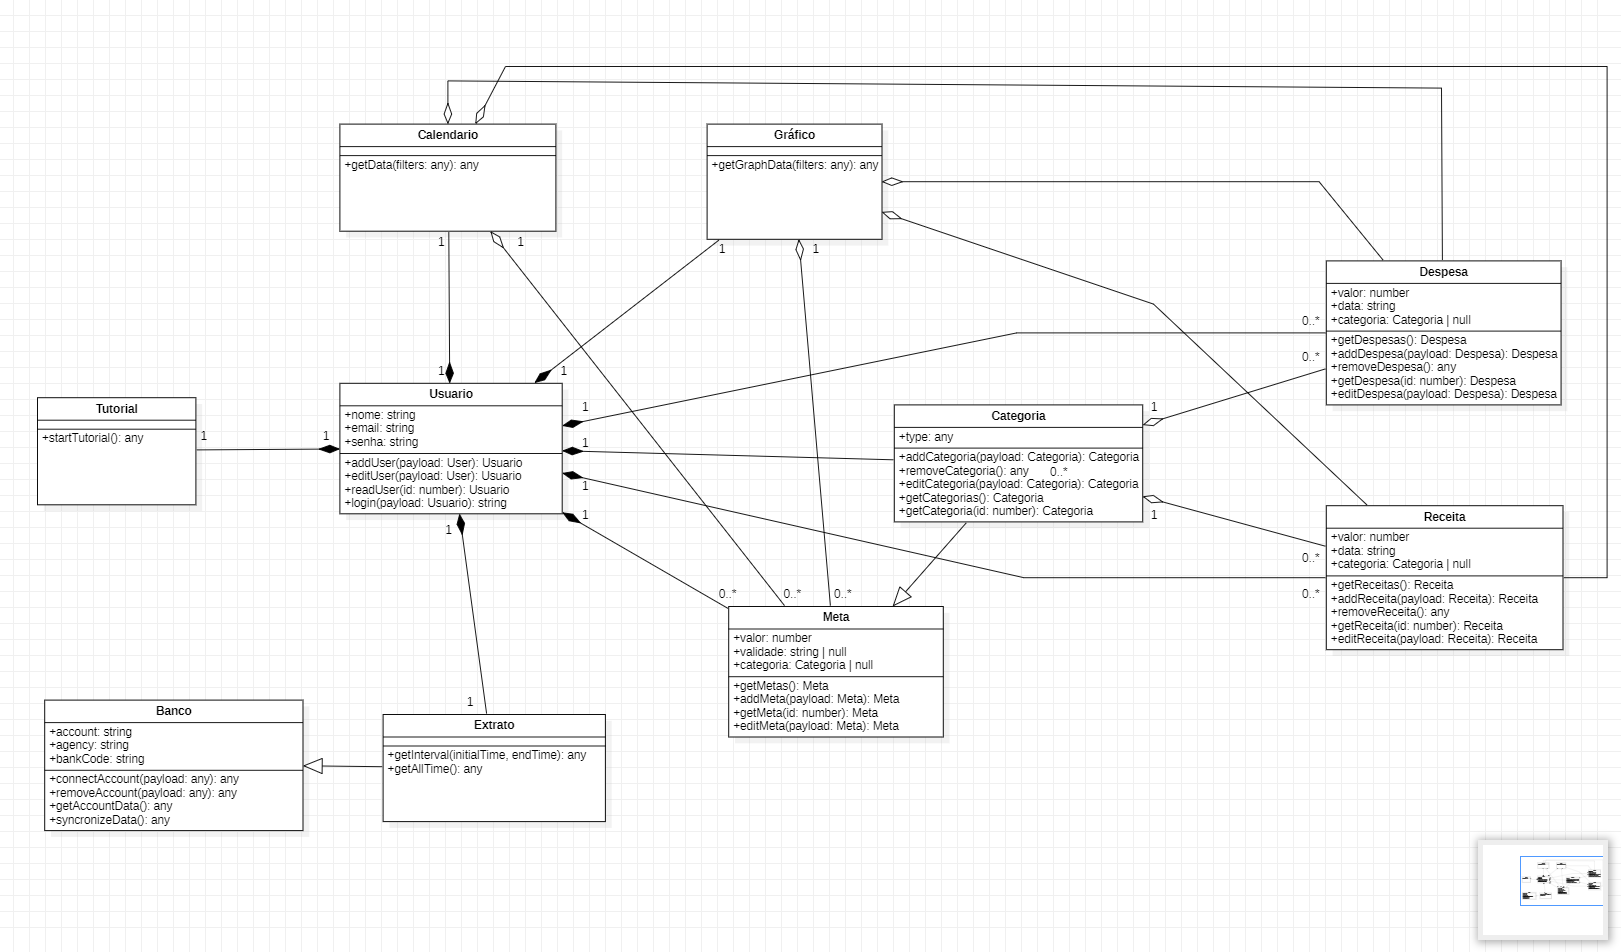 Calendario
+getData(filters: any): any
1
1
Gráfico
+getGraphData(filters: any): any
1
1
Despesa
+valor: number
+data: string
+categoria: Categoria | null
+getDespesas(): Despesa
+addDespesa(payload: Despesa): Despesa
+removeDespesa(): any
+getDespesa(id: number): Despesa
+editDespesa(payload: Despesa): Despesa
0..*
0..*
Tutorial
+startTutorial(): any
1
1
1
1
Usuario
+nome: string
+email: string
+senha: string
+addUser(payload: User): Usuario
+editUser(payload: User): Usuario
+readUser(id: number): Usuario
+login(payload: Usuario): string
1
1
1
1
1
Categoria
+type: any
+addCategoria(payload: Categoria): Categoria
+removeCategoria(): any
0..*
+editCategoria(payload: Categoria): Categoria
+getCategorias(): Categoria
+getCategoria(id: number): Categoria
1
1
Receita
+valor: number
+data: string
+categoria: Categoria | null
+getReceitas(): Receita
+addReceita(payload: Receita): Receita
+removeReceita(): any
+getReceita(id: number): Receita
+editReceita(payload: Receita): Receita
0..*
0..*
0..*
0..*
0..*
Meta
+valor: number
+validade: string | null
+categoria: Categoria | null
+getMetas(): Meta
+addMeta(payload: Meta): Meta
+getMeta(id: number): Meta
+editMeta(payload: Meta): Meta
Banco
+account: string
+agency: string
+bankCode: string
+connectAccount(payload: any): any
+removeAccount(payload: any): any
+getAccountData(): any
+syncronizeData(): any
1
Extrato
+getInterval(initialTime, endTime): any
+getAllTime(): any